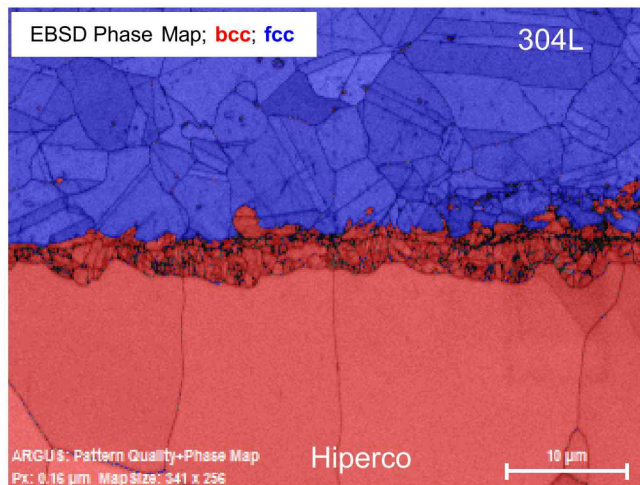 EBSD Phase Map; bcc; fcc
304L
Hiperco
ARGUS: Pattern Quality+Phase Map
Px: 0.16 µm MapSize: 341 x 256
10 µm